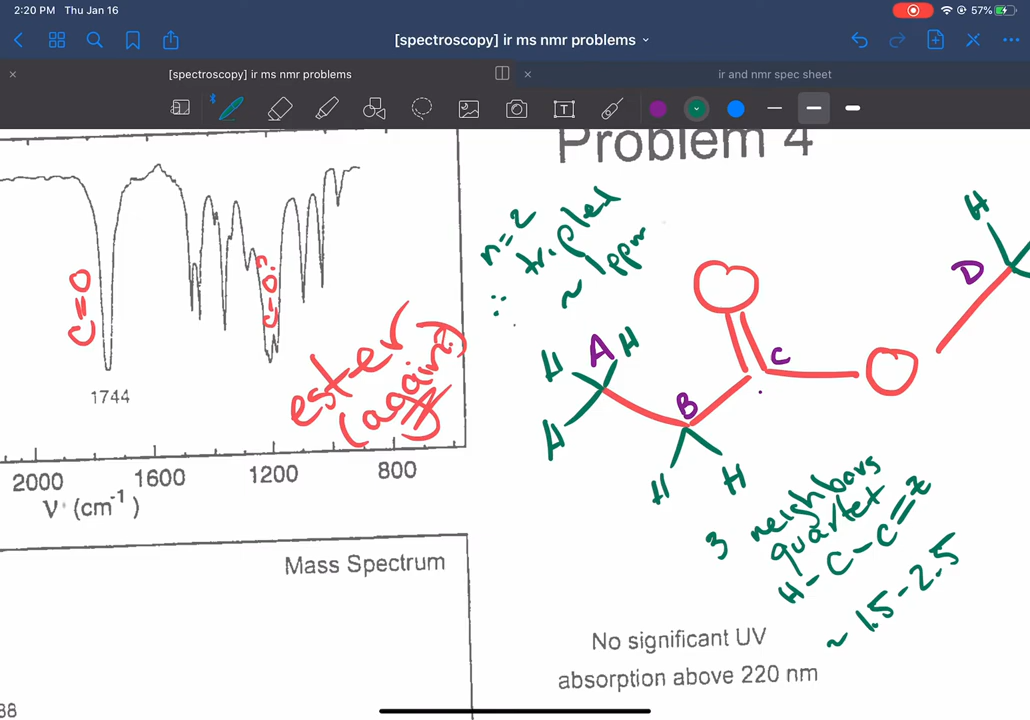 2:20 PM Thu Jan 16
57%
[spectroscopy] ir ms nmr problems
[spectroscopy] ir ms nmr problems
ir and nmr spec sheet
T
Problem 4
n=2
triplet
∴ ~ 1ppm
C=O
C-O
1744
ester
(again)
2000 1600 1200 800
ν (cm-1)
H
D
O
C
O
H A H
H
B
H H
3 neighbors
quartet
H-C-C=Z
~ 1.5-2.5
Mass Spectrum
No significant UV
absorption above 220 nm
88